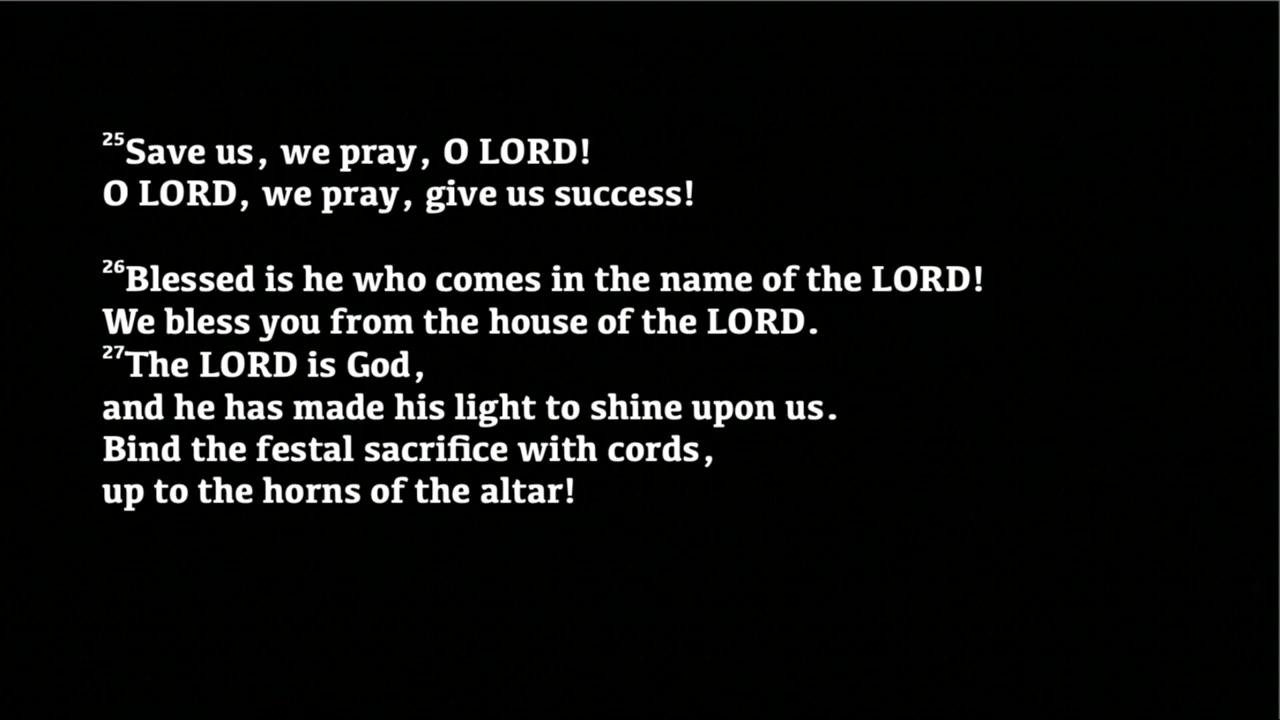 25Save us, we pray, O LORD!
O LORD, we pray, give us success!
26Blessed is he who comes in the name of the LORD!
We bless you from the house of the LORD.
27The LORD is God,
and he has made his light to shine upon us.
Bind the festal sacrifice with cords,
up to the horns of the altar!